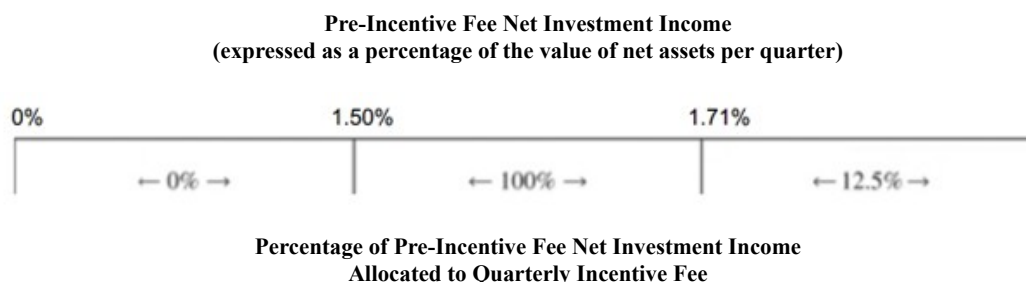 Pre-Incentive Fee Net Investment Income
(expressed as a percentage of the value of net assets per quarter)
0% 1.50% 1.71%
← 0% → ← 100% → ← 12.5% →
Percentage of Pre-Incentive Fee Net Investment Income
Allocated to Quarterly Incentive Fee